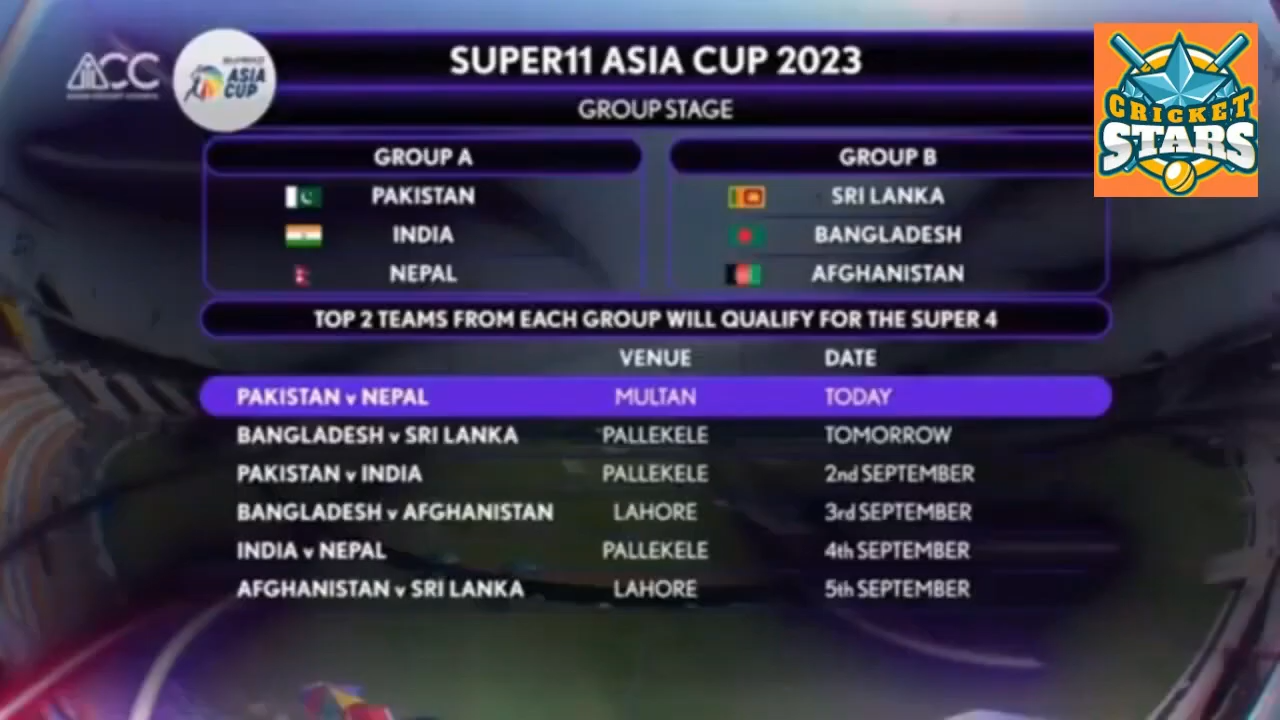 ACC
ASIA
CUP
SUPER11 ASIA CUP 2023
GROUP STAGE
CRICKET
STARS
GROUP A
GROUP B
PAKISTAN
SRI LANKA
INDIA
BANGLADESH
NEPAL
AFGHANISTAN
TOP 2 TEAMS FROM EACH GROUP WILL QUALIFY FOR THE SUPER 4
VENUE DATE
PAKISTAN v NEPAL MULTAN TODAY
BANGLADESH v SRI LANKA PALLEKELE TOMORROW
PAKISTAN v INDIA PALLEKELE 2nd SEPTEMBER
BANGLADESH v AFGHANISTAN LAHORE 3rd SEPTEMBER
INDIA v NEPAL PALLEKELE 4th SEPTEMBER
AFGHANISTAN v SRI LANKA LAHORE 5th SEPTEMBER